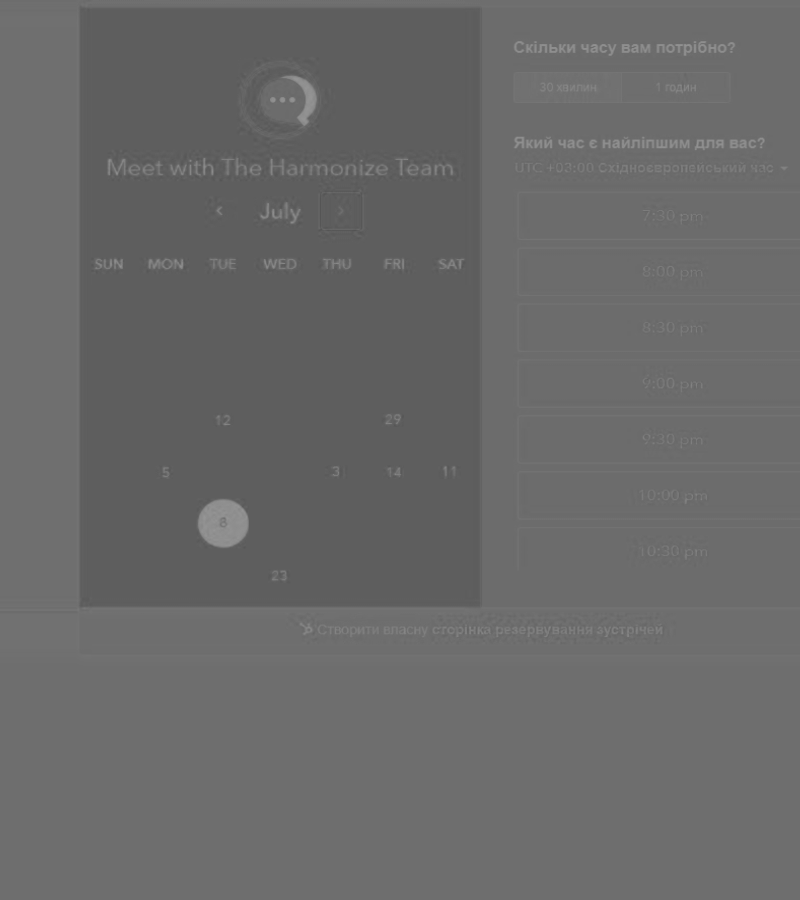 Meet with The Harmonize Team
July
SUN MON TUE WED THU FRI SAT
12 29
5 3 14 11
8
23
Скільки часу вам потрібно?
30 хвилин 1 годин
Який час є найліпшим для вас?
UTC +03:00 Східноєвропейський час
7:30 pm
8:00 pm
8:30 pm
9:00 pm
9:30 pm
10:00 pm
10:30 pm
Створити власну сторінка резервування зустрічей